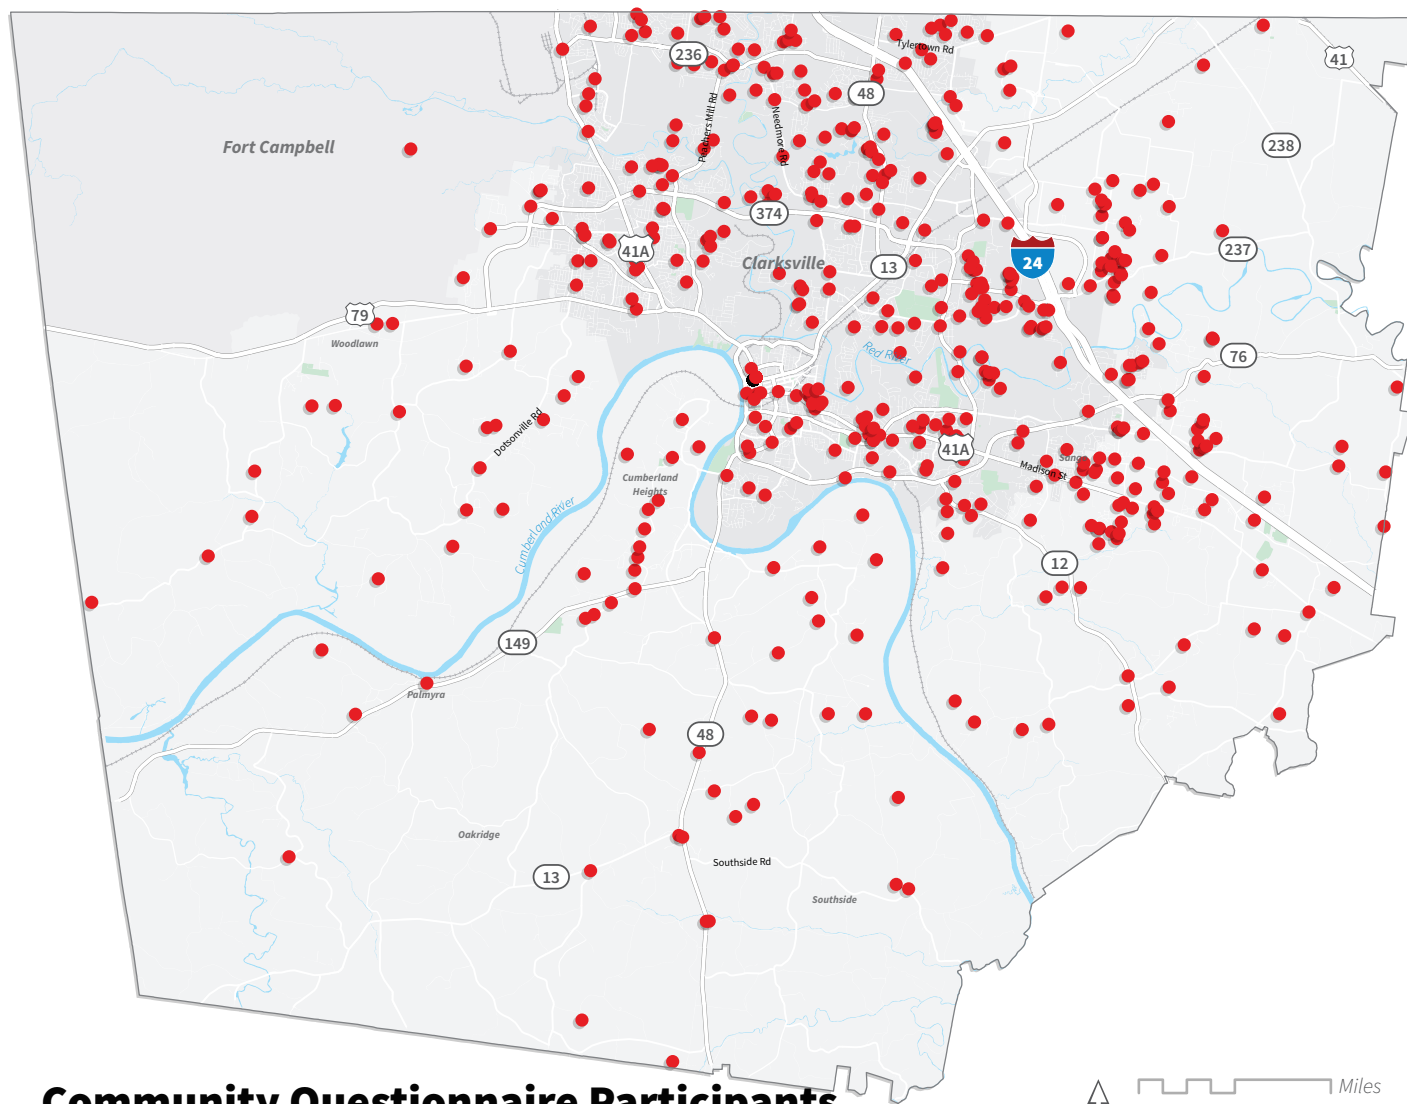 236
Tylertown Rd
41
48
Peachers Mill Rd
Needmore Rd
238
Fort Campbell
374
41A
237
Clarksville
13
24
79
Woodlawn
Red River
76
Dotsonville Rd
41A
Sango
Madison St
Cumberland
Heights
Cumberland River
12
149
Palmyra
48
Oakridge
Southside Rd
13
Southside
Miles
Community Questionnaire Participants